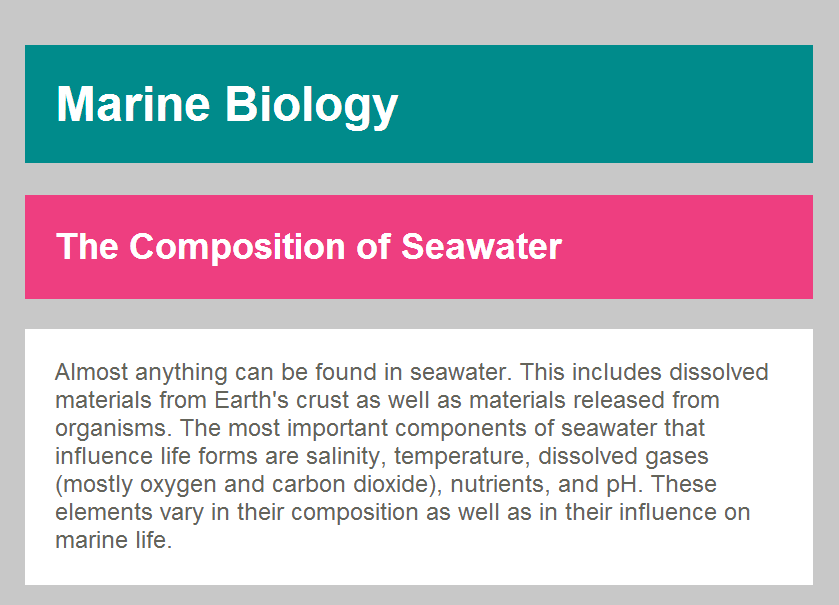 Marine Biology
The Composition of Seawater
Almost anything can be found in seawater. This includes dissolved
materials from Earth's crust as well as materials released from
organisms. The most important components of seawater that
influence life forms are salinity, temperature, dissolved gases
(mostly oxygen and carbon dioxide), nutrients, and pH. These
elements vary in their composition as well as in their influence on
marine life.